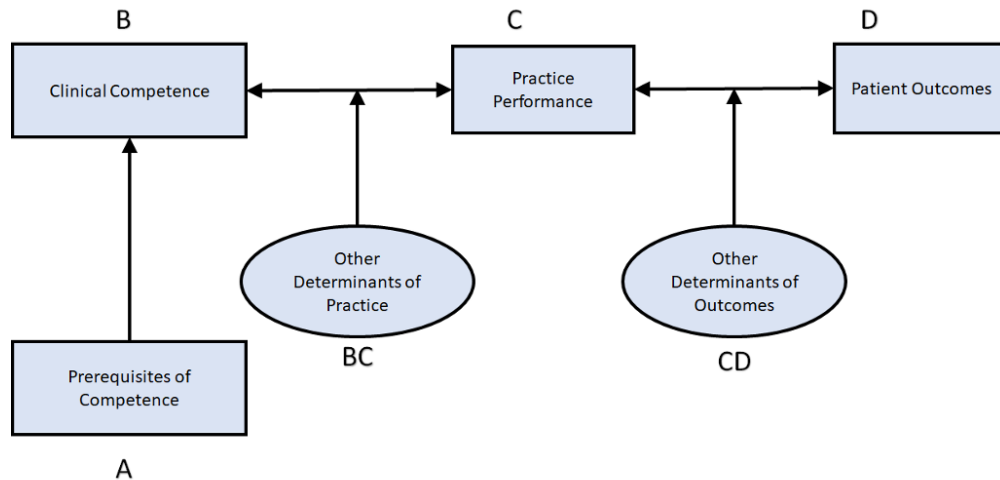 B
C
D
Clinical Competence
Practice
Performance
Patient Outcomes
Other
Determinants of
Practice
Other
Determinants of
Outcomes
BC
CD
Prerequisites of
Competence
A